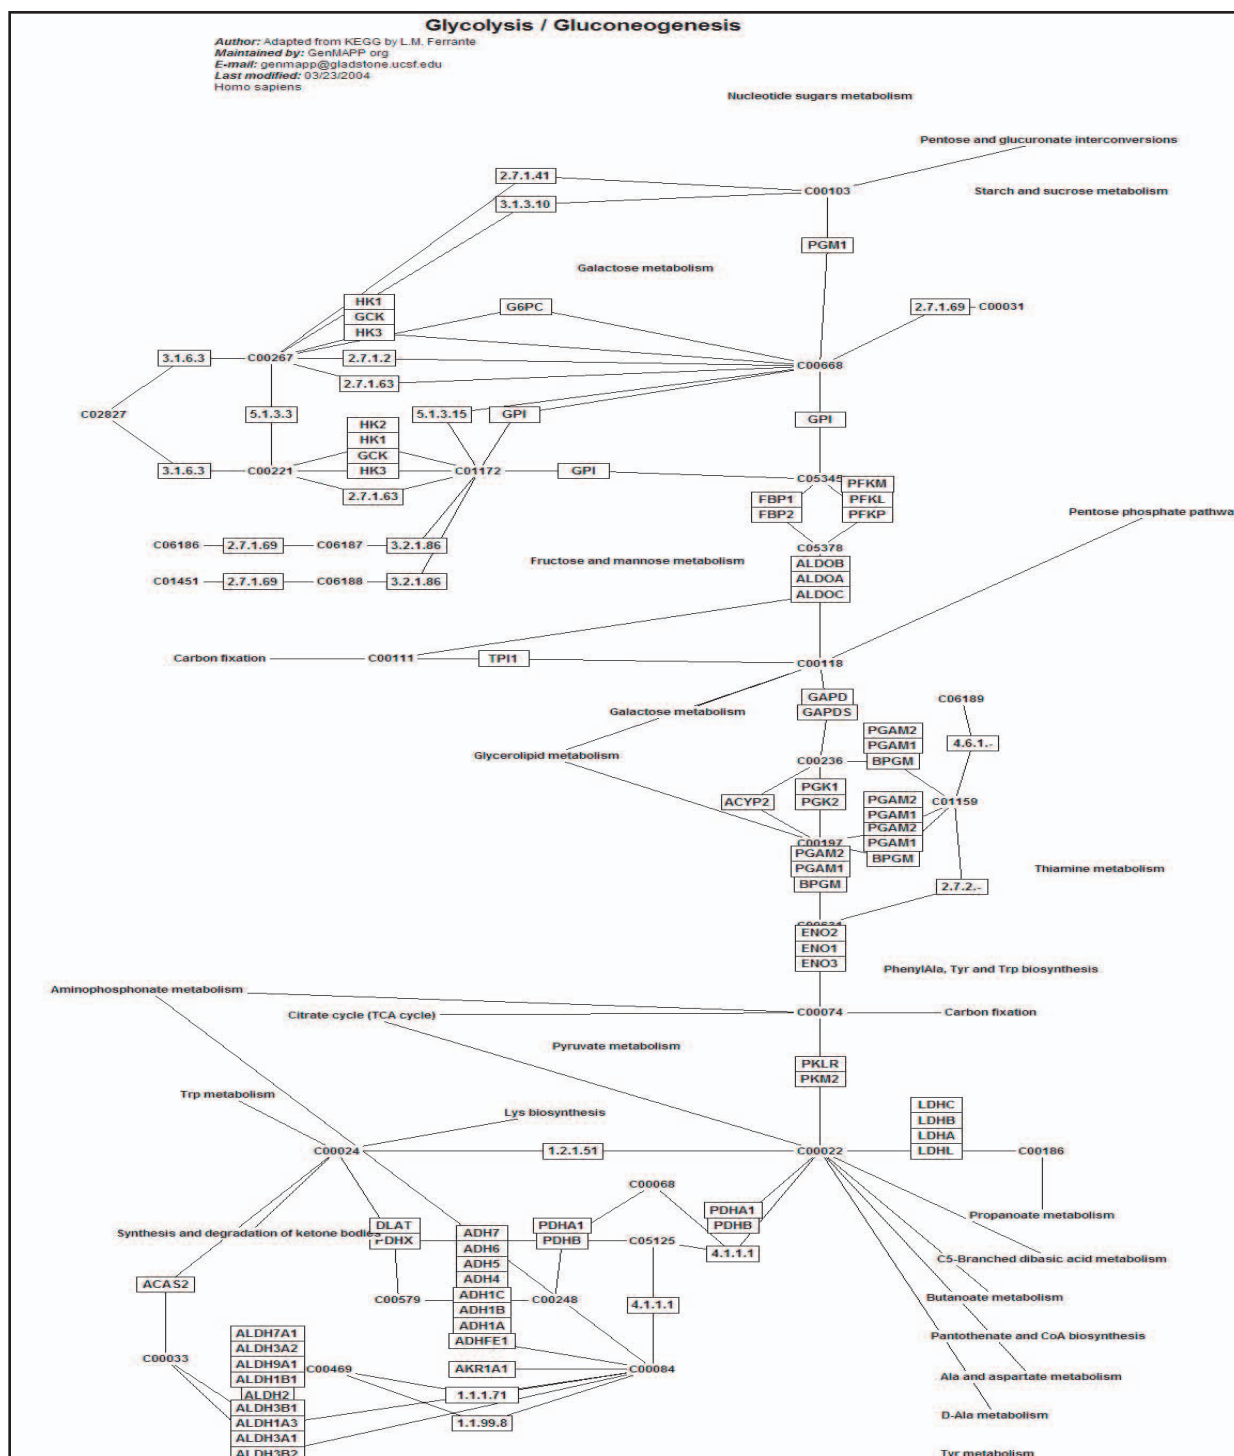 Glycolysis / Gluconeogenesis
Author: Adapted from KEGG by L.M. Ferrante
Maintained by: GenMAPP org
E-mail: genmapp@gladstone.ucsf.edu
Last modified: 03/23/2004
Homo sapiens
Nucleotide sugars metabolism
Pentose and glucuronate interconversions
2.7.1.41
C00103
Starch and sucrose metabolism
3.1.3.10
PGM1
Galactose metabolism
HK1
GCK
HK3
G6PC
2.7.1.69
C00031
3.1.6.3
C00267
2.7.1.2
C00668
2.7.1.63
C02827
5.1.3.3
5.1.3.15
GPI
GPI
HK2
HK1
GCK
HK3
3.1.6.3
C00221
C01172
GPI
C05345
2.7.1.63
FBP1
FBP2
PFKM
PFKL
PFKP
Pentose phosphate pathwa
C06186
2.7.1.69
C06187
3.2.1.86
C05378
Fructose and mannose metabolism
ALDOB
ALDOA
ALDOC
C01451
2.7.1.69
C06188
3.2.1.86
Carbon fixation
C00111
TPI1
C00118
GAPD
GAPDS
C06189
Galactose metabolism
PGAM2
PGAM1
BPGM
4.6.1.-
Glycerolipid metabolism
C00236
PGK1
PGK2
ACYP2
C01159
PGAM2
PGAM1
PGAM2
PGAM1
BPGM
C00197
PGAM2
PGAM1
BPGM
Thiamine metabolism
2.7.2.-
ENO2
ENO1
ENO3
PhenylAla, Tyr and Trp biosynthesis
Aminophosphonate metabolism
Citrate cycle (TCA cycle)
C00074
Carbon fixation
Pyruvate metabolism
PKLR
PKM2
Trp metabolism
Lys biosynthesis
LDHC
LDHB
LDHA
LDHL
C00024
1.2.1.51
C00022
C00186
C00068
PDHA1
PDHB
Propanoate metabolism
Synthesis and degradation of ketone bodies
DLAT
PDHX
ADH7
ADH6
ADH5
ADH4
ADH1C
ADH1B
ADH1A
ADHFE1
PDHA1
PDHB
C05125
4.1.1.1
C5-Branched dibasic acid metabolism
ACAS2
C00579
C00248
4.1.1.1
Butanoate metabolism
Pantothenate and CoA biosynthesis
C00033
ALDH7A1
ALDH3A2
ALDH9A1
ALDH1B1
ALDH2
ALDH3B1
ALDH1A3
ALDH3A1
ALDH3B2
C00469
AKR1A1
C00084
Ala and aspartate metabolism
1.1.1.71
1.1.99.8
D-Ala metabolism
Tyr metabolism